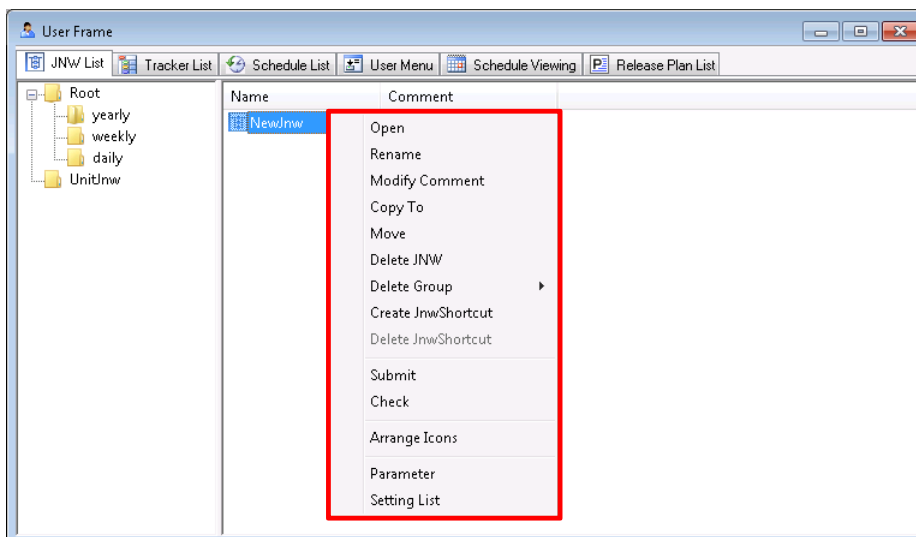 User Frame
JNW List Tracker List Schedule List User Menu Schedule Viewing Release Plan List
Root
yearly
weekly
daily
UnitJnw
Name Comment
NewJnw
Open
Rename
Modify Comment
Copy To
Move
Delete JNW
Delete Group
Create JnwShortcut
Delete JnwShortcut
Submit
Check
Arrange Icons
Parameter
Setting List